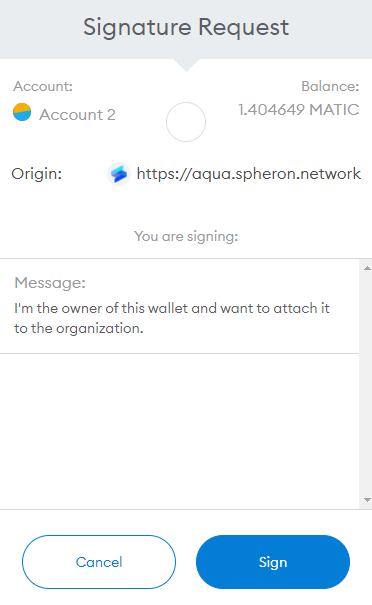 Signature Request
Account:
Balance:
Account 2
1.404649 MATIC
Origin:
https://aqua.spheron.network
You are signing:
Message:
I'm the owner of this wallet and want to attach it
to the organization.
Cancel
Sign